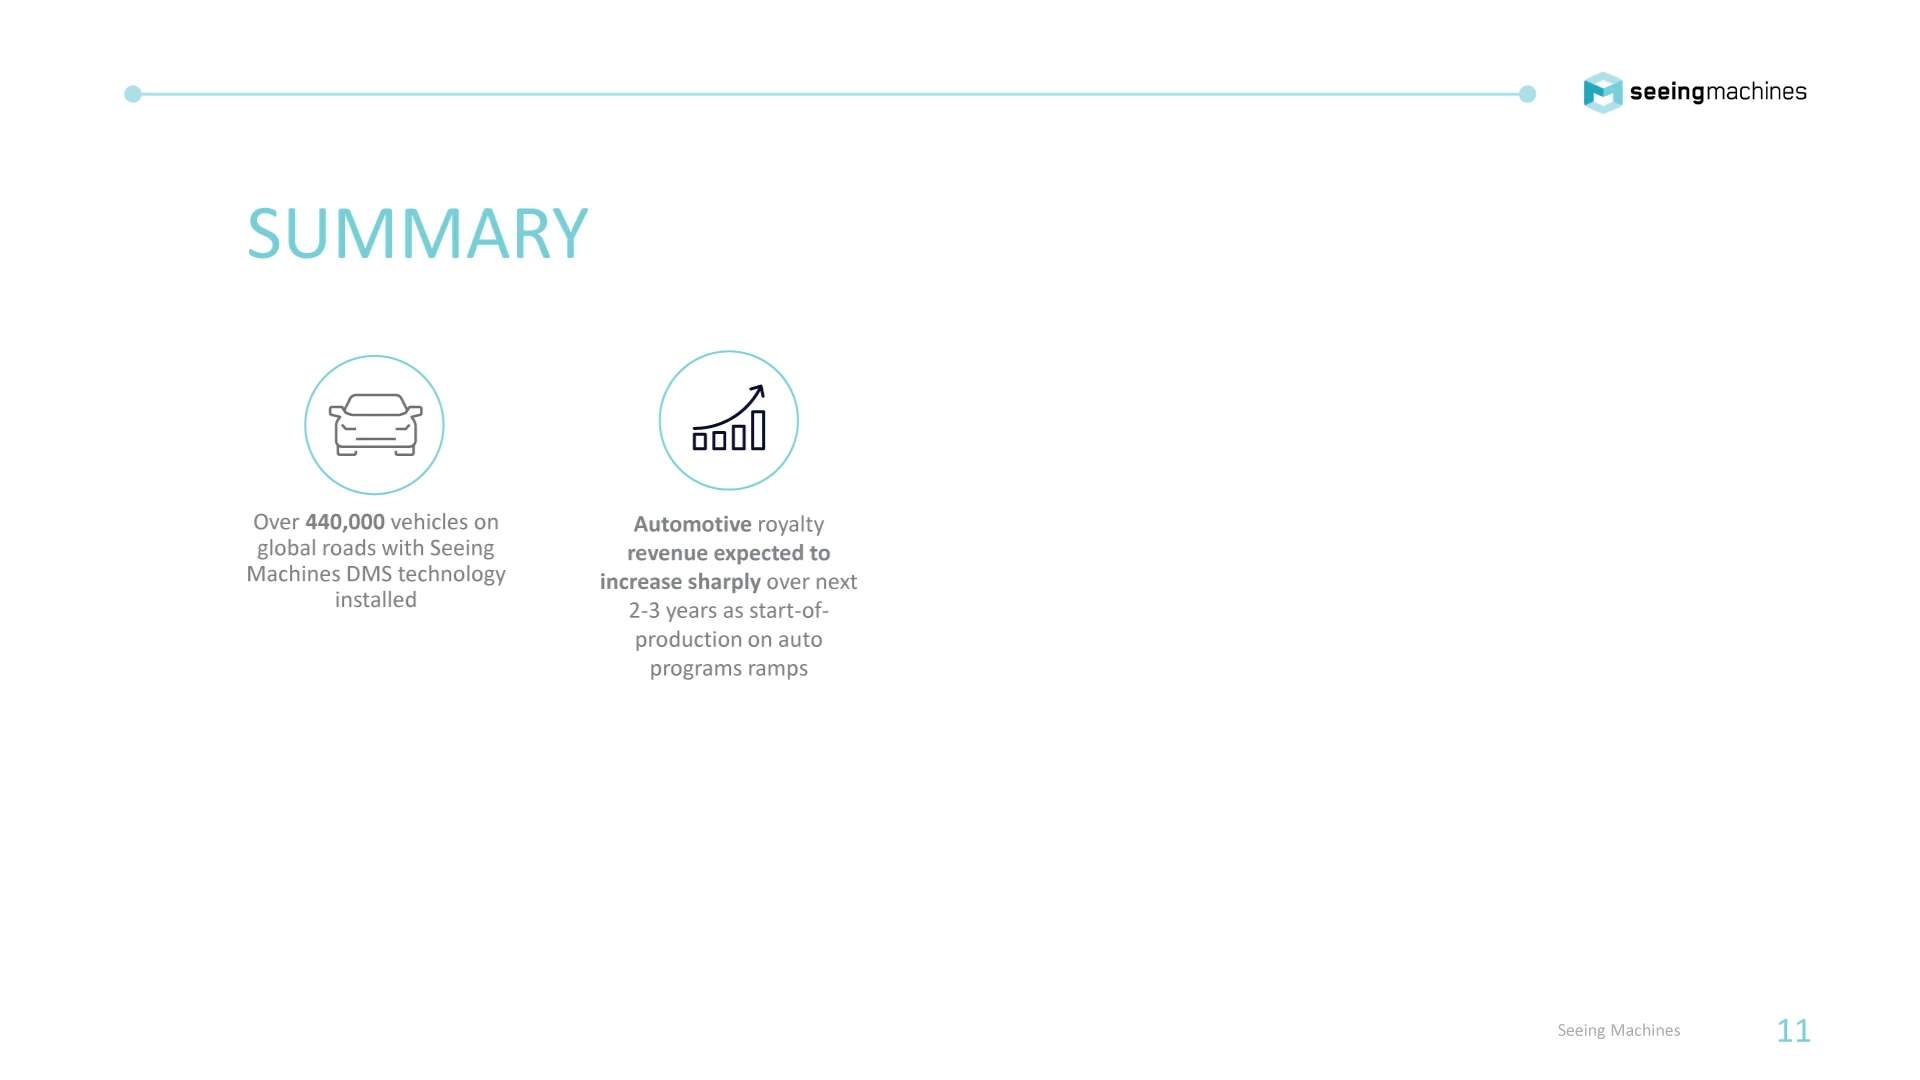 seeingmachines
SUMMARY
Over 440,000 vehicles on
global roads with Seeing
Machines DMS technology
installed
Automotive royalty
revenue expected to
increase sharply over next
2-3 years as start-of-
production on auto
programs ramps
Seeing Machines
11